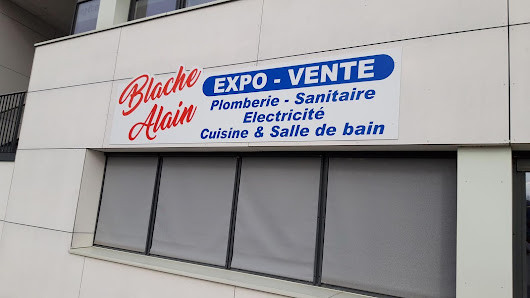 Blache
Alain
EXPO - VENTE
Plomberie - Sanitaire
Electricité
Cuisine & Salle de bain